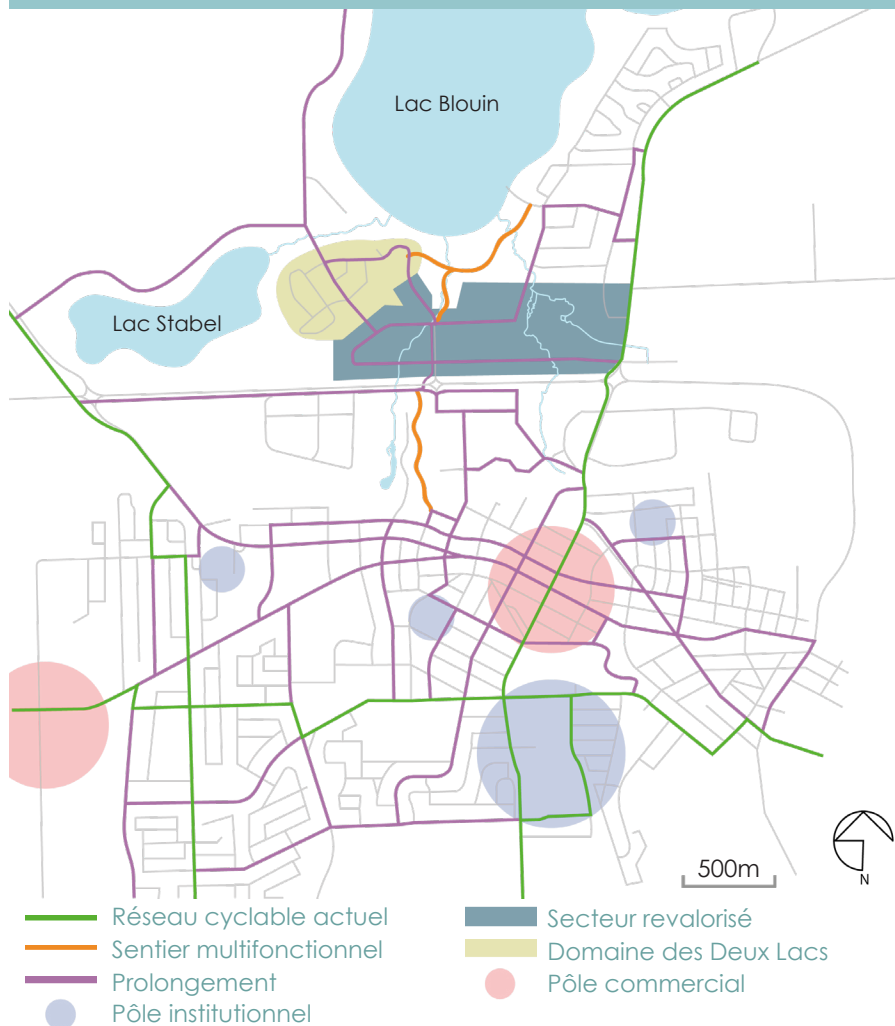 Lac Blouin
Lac Stabel
500m
N
Réseau cyclable actuel
Sentier multifonctionnel
Prolongement
Pôle institutionnel
Secteur revalorisé
Domaine des Deux Lacs
Pôle commercial